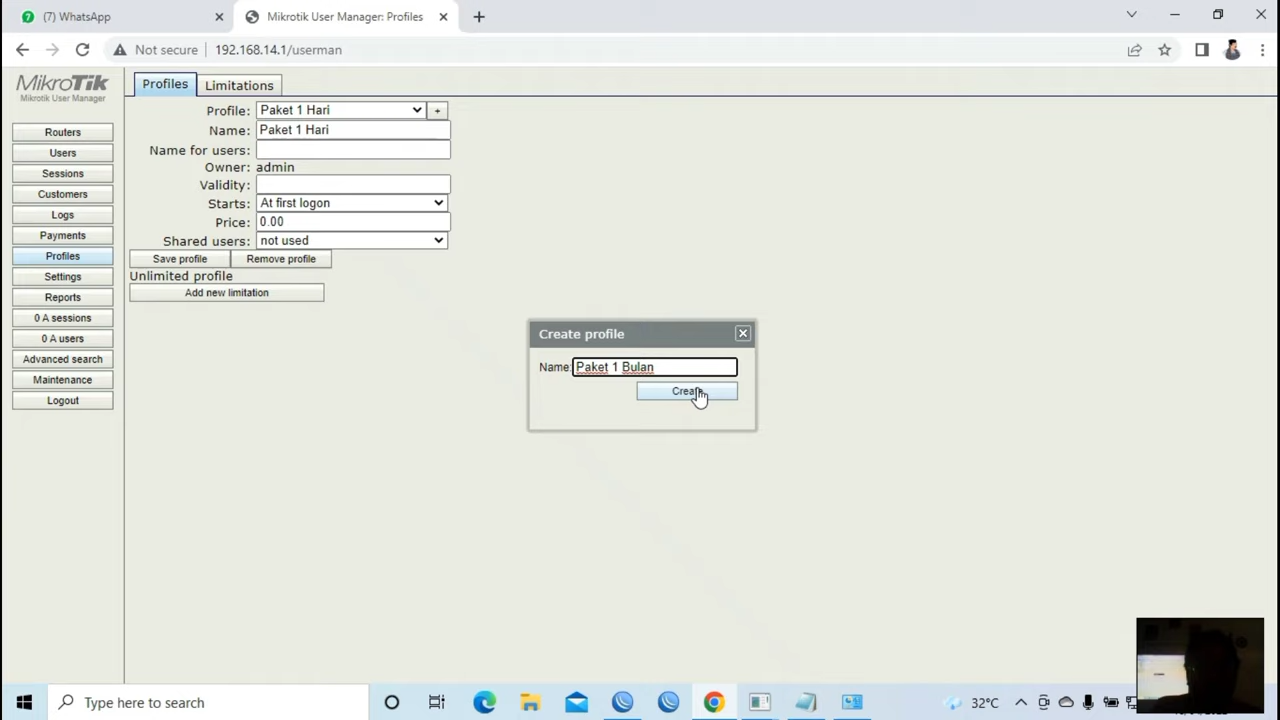 (7) WhatsApp
Mikrotik User Manager: Profiles
Not secure
192.168.14.1/userman
MikroTik
Mikrotik User Manager
Routers
Users
Sessions
Customers
Logs
Payments
Profiles
Settings
Reports
0 A sessions
0 A users
Advanced search
Maintenance
Logout
Profiles
Limitations
Profile: Paket 1 Hari +
Name: Paket 1 Hari
Name for users:
Owner: admin
Validity:
Starts: At first logon
Price: 0.00
Shared users: not used
Save profile Remove profile
Unlimited profile
Add new limitation
Create profile
Name: Paket 1 Bulan
Create
Type here to search
32°C